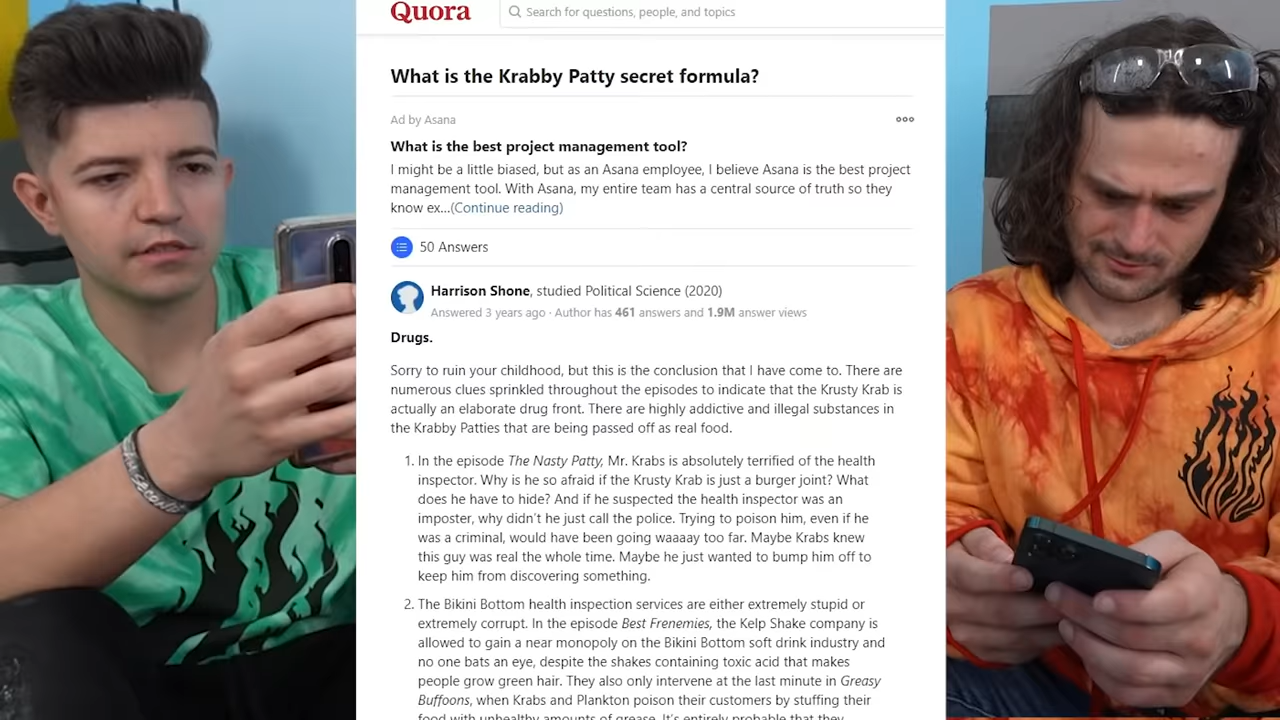 Quora
Search for questions, people, and topics
What is the Krabby Patty secret formula?
Ad by Asana
What is the best project management tool?
I might be a little biased, but as an Asana employee, I believe Asana is the best project
management tool. With Asana, my entire team has a central source of truth so they
know ex...(Continue reading)
50 Answers
Harrison Shone, studied Political Science (2020)
Answered 3 years ago · Author has 461 answers and 1.9M answer views
Drugs.
Sorry to ruin your childhood, but this is the conclusion that I have come to. There are
numerous clues sprinkled throughout the episodes to indicate that the Krusty Krab is
actually an elaborate drug front. There are highly addictive and illegal substances in
the Krabby Patties that are being passed off as real food.
1. In the episode The Nasty Patty, Mr. Krabs is absolutely terrified of the health
inspector. Why is he so afraid if the Krusty Krab is just a burger joint? What
does he have to hide? And if he suspected the health inspector was an
imposter, why didn't he just call the police. Trying to poison him, even if he
was a criminal, would have been going waaaay too far. Maybe Krabs knew
this guy was real the whole time. Maybe he just wanted to bump him off to
keep him from discovering something.
2. The Bikini Bottom health inspection services are either extremely stupid or
extremely corrupt. In the episode Best Frenemies, the Kelp Shake company is
allowed to gain a near monopoly on the Bikini Bottom soft drink industry and
no one bats an eye, despite the shakes containing toxic acid that makes
people grow green hair. They also only intervene at the last minute in Greasy
Buffoons, when Krabs and Plankton poison their customers by stuffing their
food with unhealthy amounts of grease. It's entirely probable that they